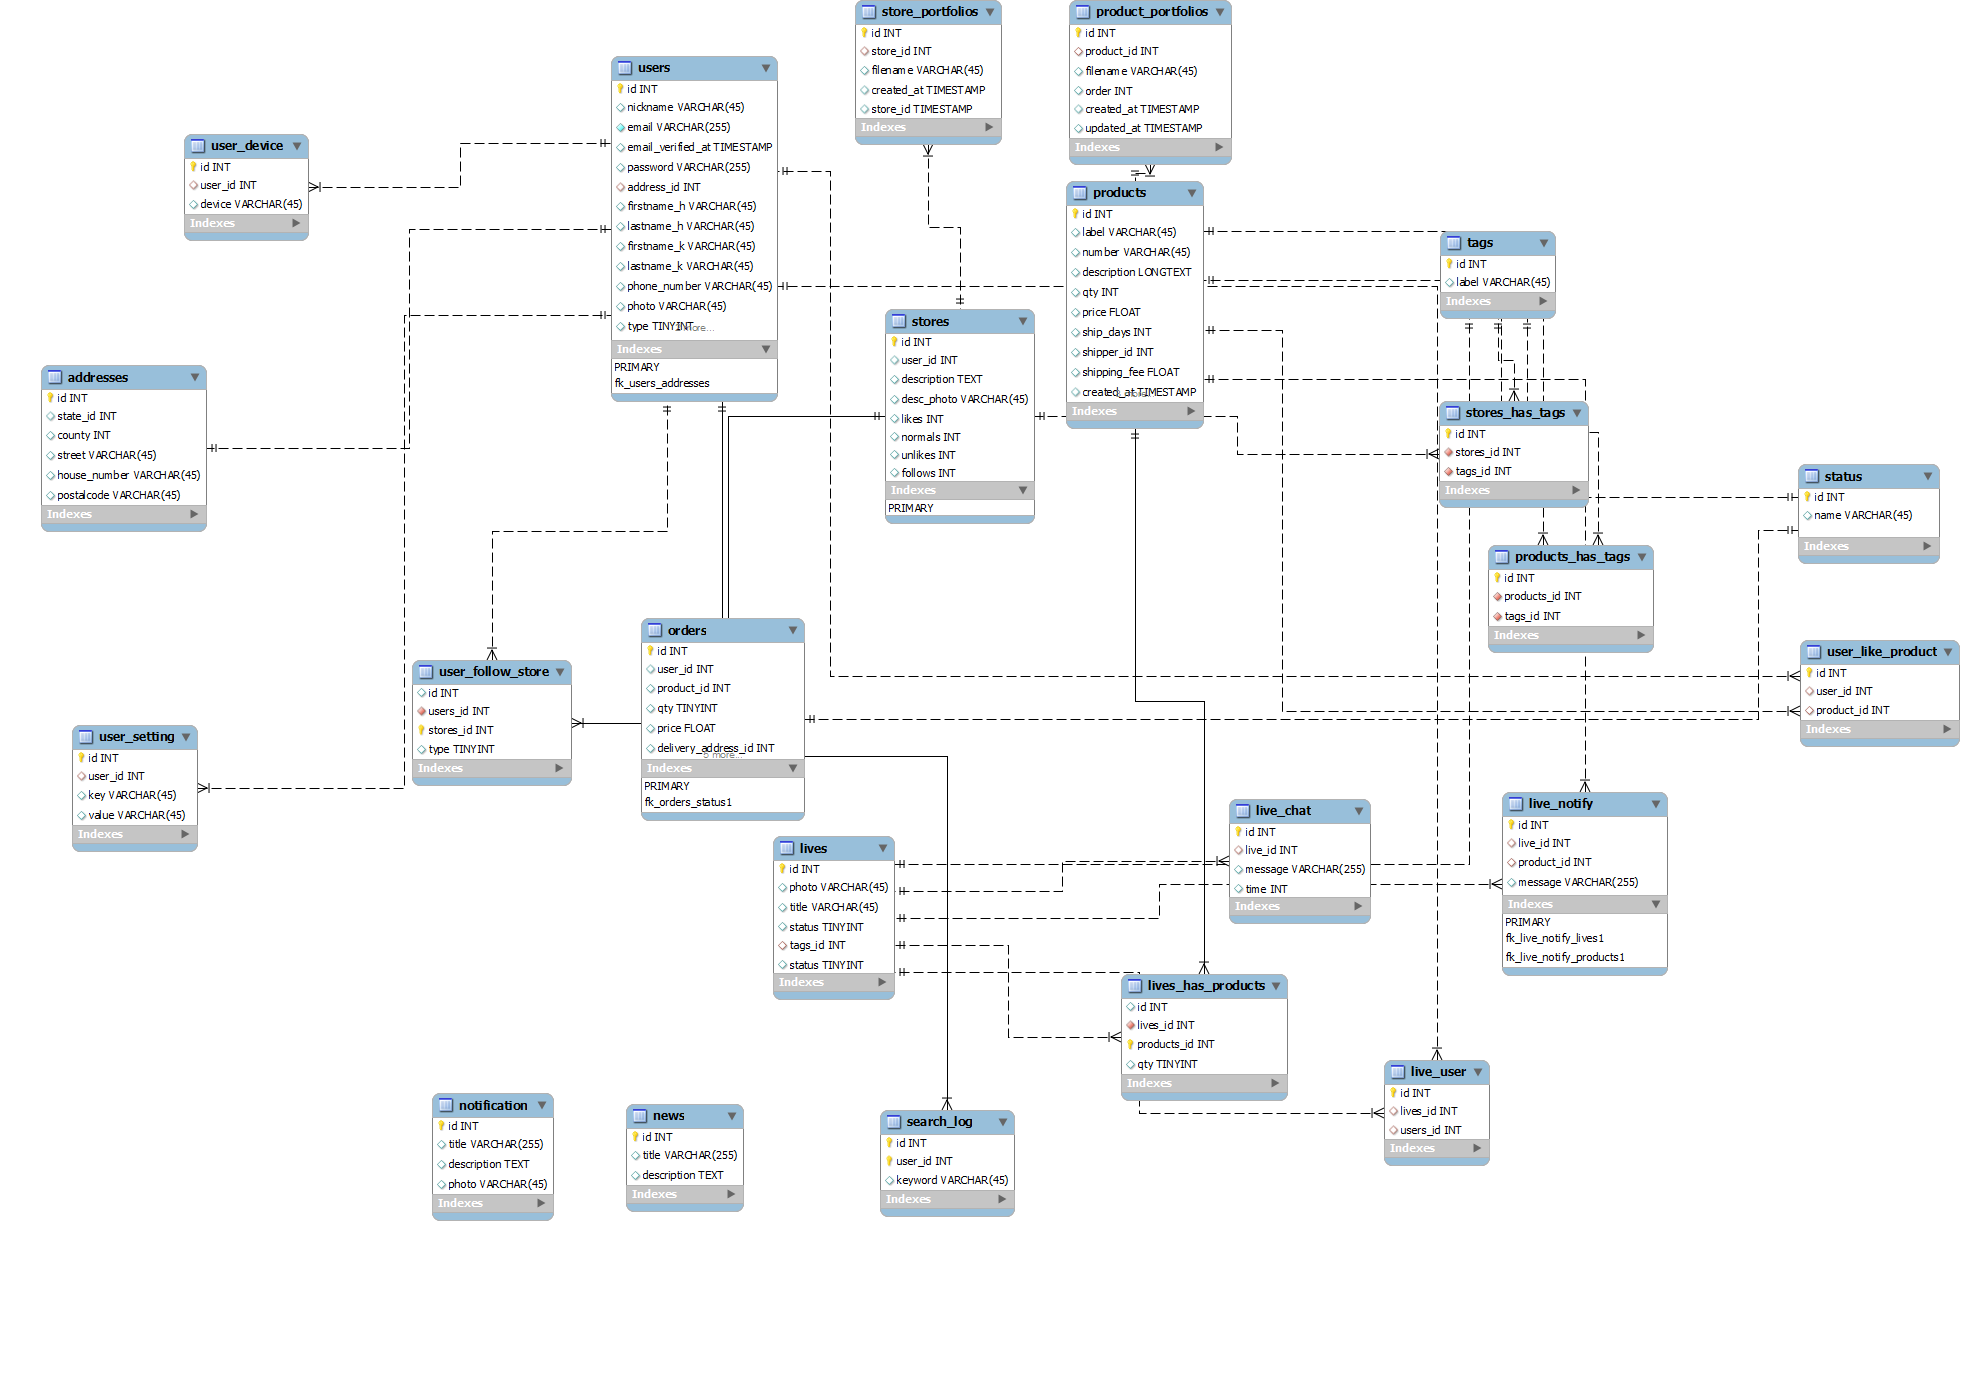 store_portfolios
id INT
store_id INT
filename VARCHAR(45)
created_at TIMESTAMP
store_id TIMESTAMP
Indexes
product_portfolios
id INT
product_id INT
filename VARCHAR(45)
order INT
created_at TIMESTAMP
updated_at TIMESTAMP
Indexes
users
id INT
nickname VARCHAR(45)
email VARCHAR(255)
email_verified_at TIMESTAMP
password VARCHAR(255)
address_id INT
firstname_h VARCHAR(45)
lastname_h VARCHAR(45)
firstname_k VARCHAR(45)
lastname_k VARCHAR(45)
phone_number VARCHAR(45)
photo VARCHAR(45)
type TINYINT
more...
Indexes
PRIMARY
fk_users_addresses
user_device
id INT
user_id INT
device VARCHAR(45)
Indexes
products
id INT
label VARCHAR(45)
number VARCHAR(45)
description LONGTEXT
qty INT
price FLOAT
ship_days INT
shipper_id INT
shipping_fee FLOAT
created_at TIMESTAMP
Indexes
tags
id INT
label VARCHAR(45)
Indexes
stores
id INT
user_id INT
description TEXT
desc_photo VARCHAR(45)
likes INT
normals INT
unlikes INT
follows INT
Indexes
PRIMARY
addresses
id INT
state_id INT
county INT
street VARCHAR(45)
house_number VARCHAR(45)
postalcode VARCHAR(45)
Indexes
stores_has_tags
id INT
stores_id INT
tags_id INT
Indexes
status
id INT
name VARCHAR(45)
Indexes
products_has_tags
id INT
products_id INT
tags_id INT
Indexes
orders
id INT
user_id INT
product_id INT
qty TINYINT
price FLOAT
delivery_address_id INT
5 more...
Indexes
PRIMARY
fk_orders_status1
user_like_product
id INT
user_id INT
product_id INT
Indexes
user_follow_store
id INT
users_id INT
stores_id INT
type TINYINT
Indexes
user_setting
id INT
user_id INT
key VARCHAR(45)
value VARCHAR(45)
Indexes
live_chat
id INT
live_id INT
message VARCHAR(255)
time INT
Indexes
live_notify
id INT
live_id INT
product_id INT
message VARCHAR(255)
Indexes
PRIMARY
fk_live_notify_lives1
fk_live_notify_products1
lives
id INT
photo VARCHAR(45)
title VARCHAR(45)
status TINYINT
tags_id INT
status TINYINT
Indexes
lives_has_products
id INT
lives_id INT
products_id INT
qty TINYINT
Indexes
live_user
id INT
lives_id INT
users_id INT
Indexes
notification
id INT
title VARCHAR(255)
description TEXT
photo VARCHAR(45)
Indexes
news
id INT
title VARCHAR(255)
description TEXT
Indexes
search_log
id INT
user_id INT
keyword VARCHAR(45)
Indexes